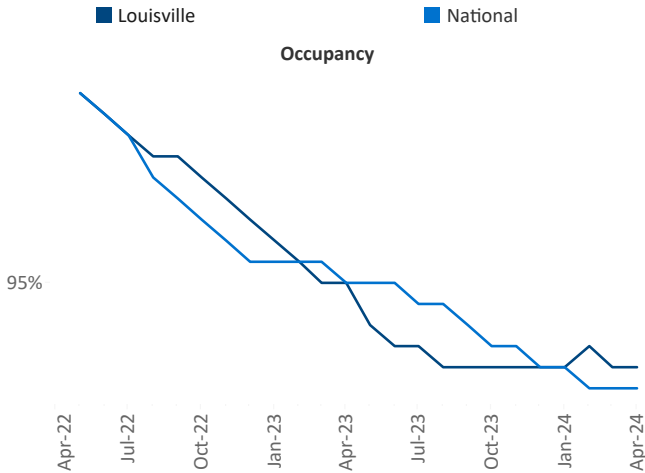 Louisville National
Occupancy
95%
Apr-22 Jul-22 Oct-22 Jan-23 Apr-23 Jul-23 Oct-23 Jan-24 Apr-24